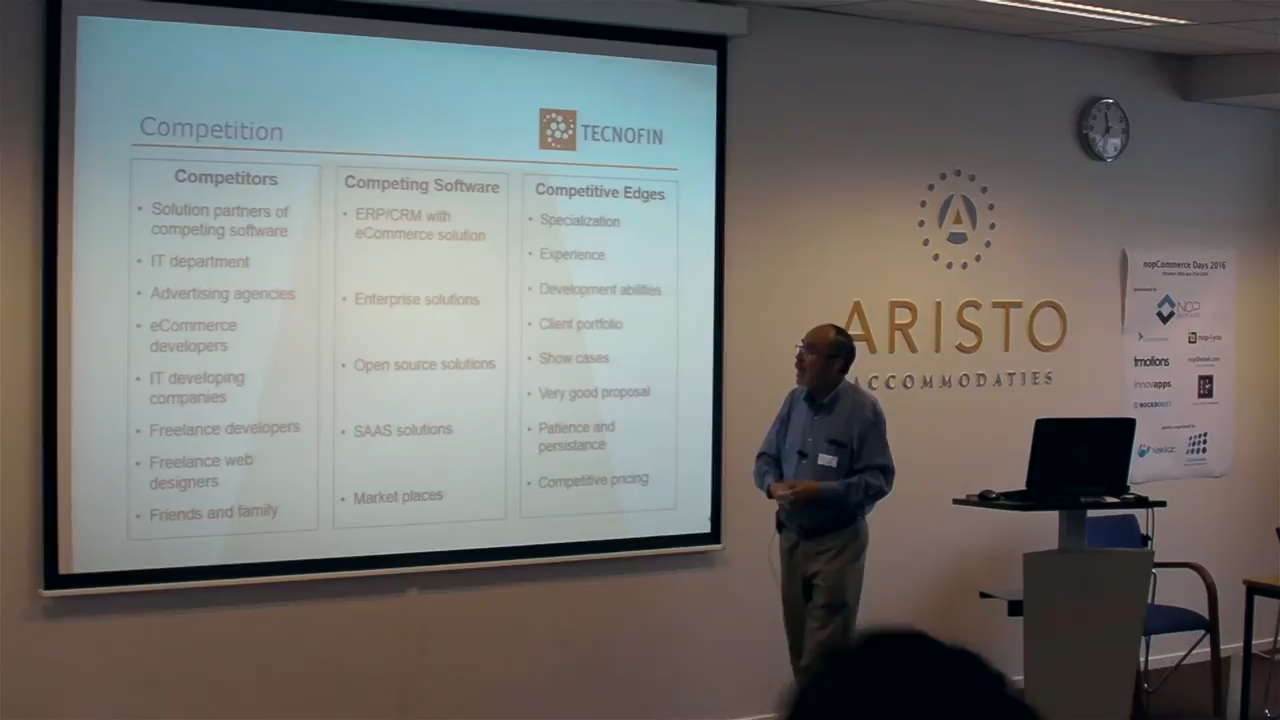 Competition
TECNOFIN
Competitors
• Solution partners of
competing software
• IT department
• Advertising agencies
• eCommerce
developers
• IT developing
companies
• Freelance developers
• Freelance web
designers
• Friends and family
Competing Software
• ERP/CRM with
eCommerce solution
• Enterprise solutions
• Open source solutions
• SAAS solutions
• Market places
Competitive Edges
• Specialization
• Experience
• Development abilities
• Client portfolio
• Show cases
• Very good proposal
• Patience and
persistance
• Competitive pricing
A
ARISTO
ACCOMMODATIES
nopCommerce Days 2016
NOP
nop4you